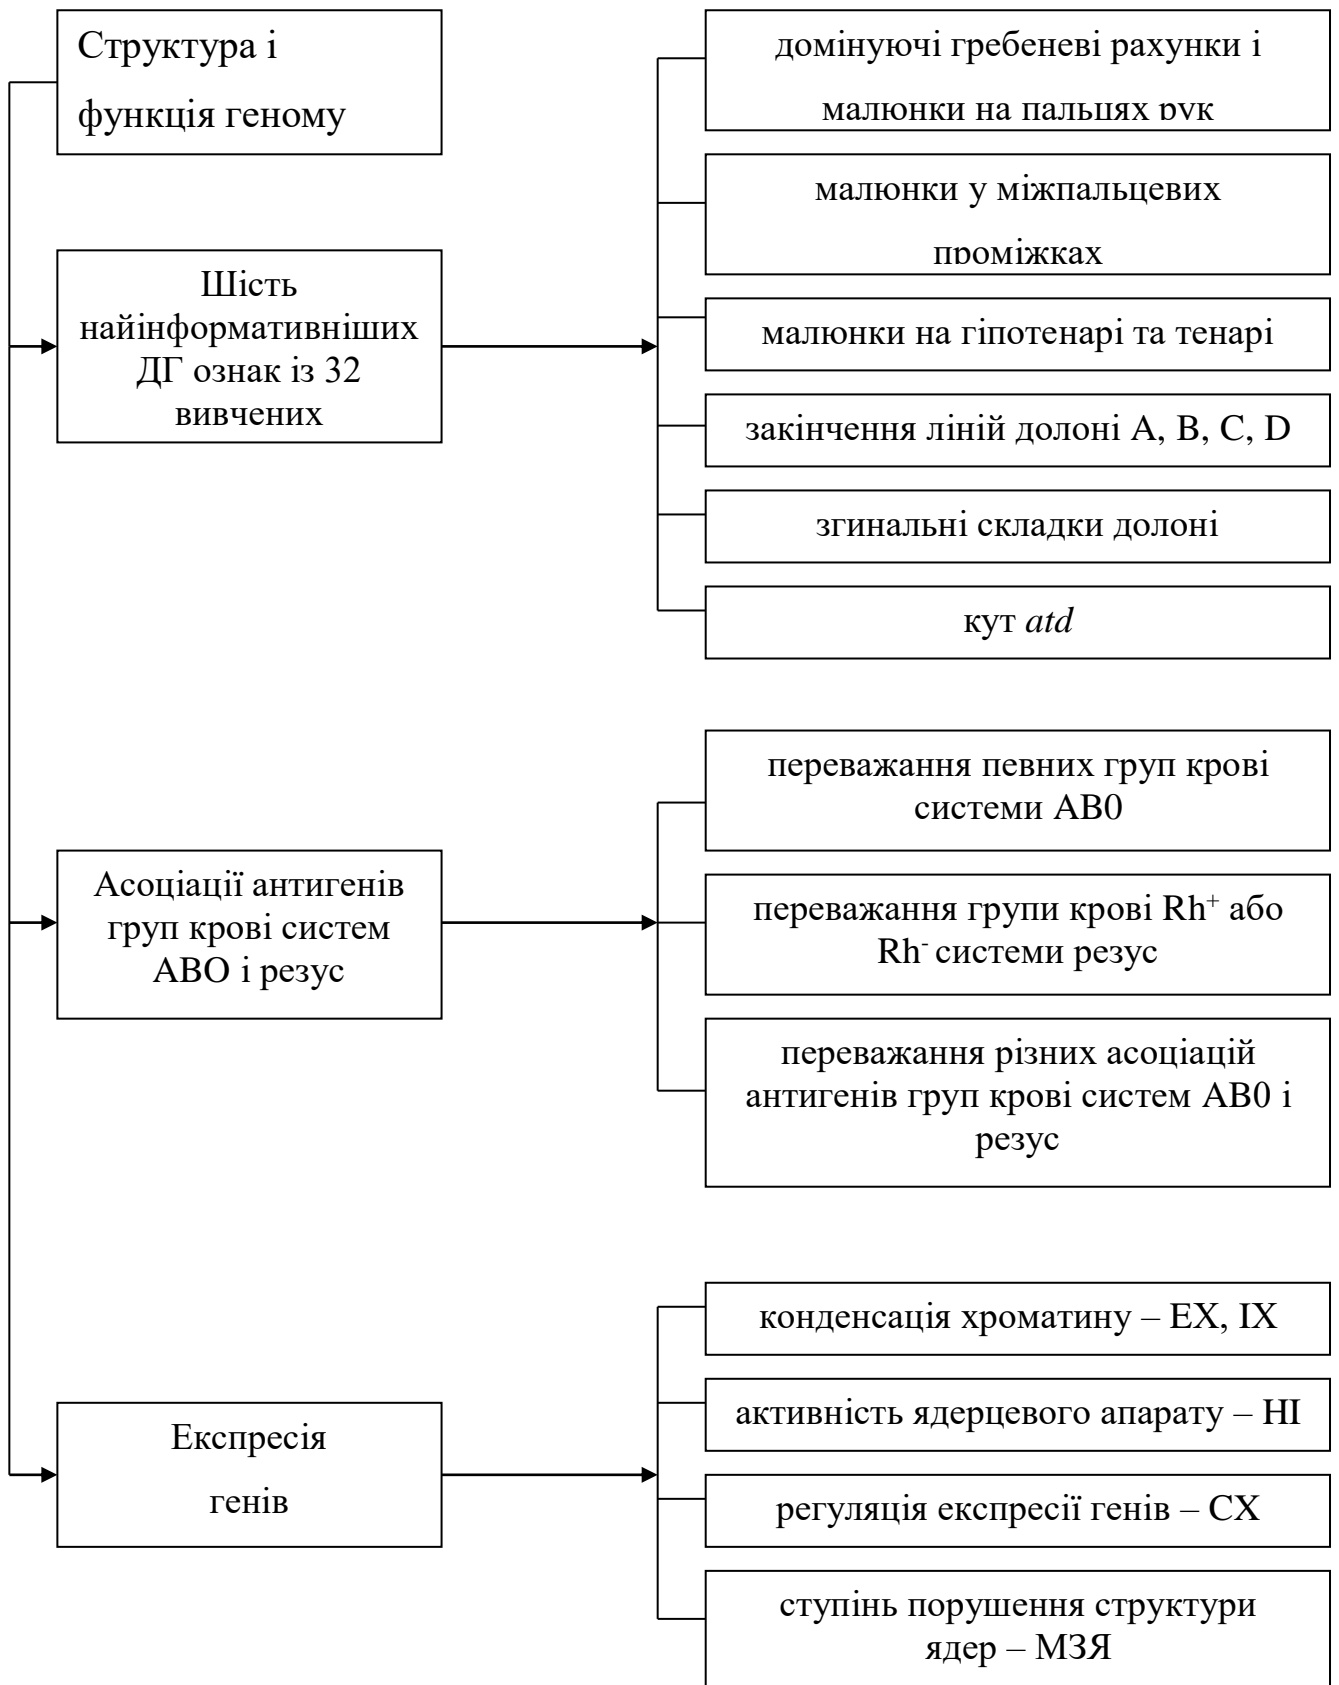 Структура і
функція геному
Шість
найінформативніших
ДГ ознак із 32
вивчених
домінуючі гребеневі рахунки і
малюнки на пальцях рук
малюнки у міжпальцевих
проміжках
малюнки на гіпотенарі та тенарі
закінчення ліній долоні A, B, C, D
згинальні складки долоні
кут atd
Асоціації антигенів
груп крові систем
АВО і резус
переважання певних груп крові
системи АВ0
переважання групи крові Rh⁺ або
Rh⁻ системи резус
переважання різних асоціацій
антигенів груп крові систем АВ0 і
резус
Експресія
генів
конденсація хроматину – ЕХ, ІХ
активність ядерцевого апарату – НІ
регуляція експресії генів – СХ
ступінь порушення структури
ядер – МЗЯ